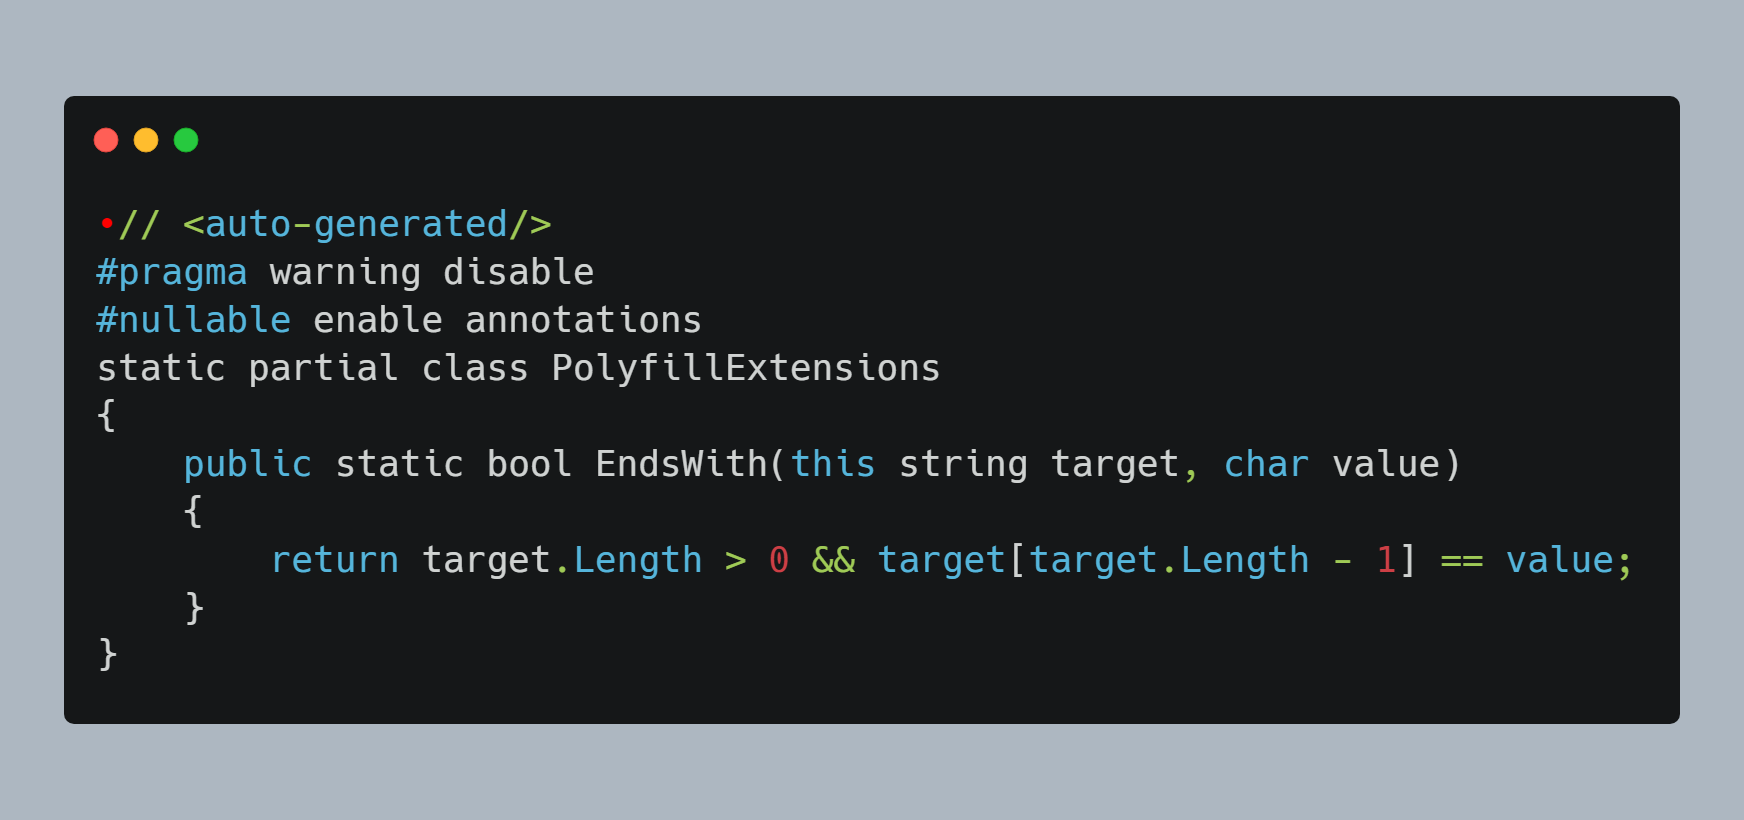 •// <auto-generated/>
#pragma warning disable
#nullable enable annotations
static partial class PolyfillExtensions
{
    public static bool EndsWith(this string target, char value)
    {
        return target.Length > 0 && target[target.Length - 1] == value;
    }
}